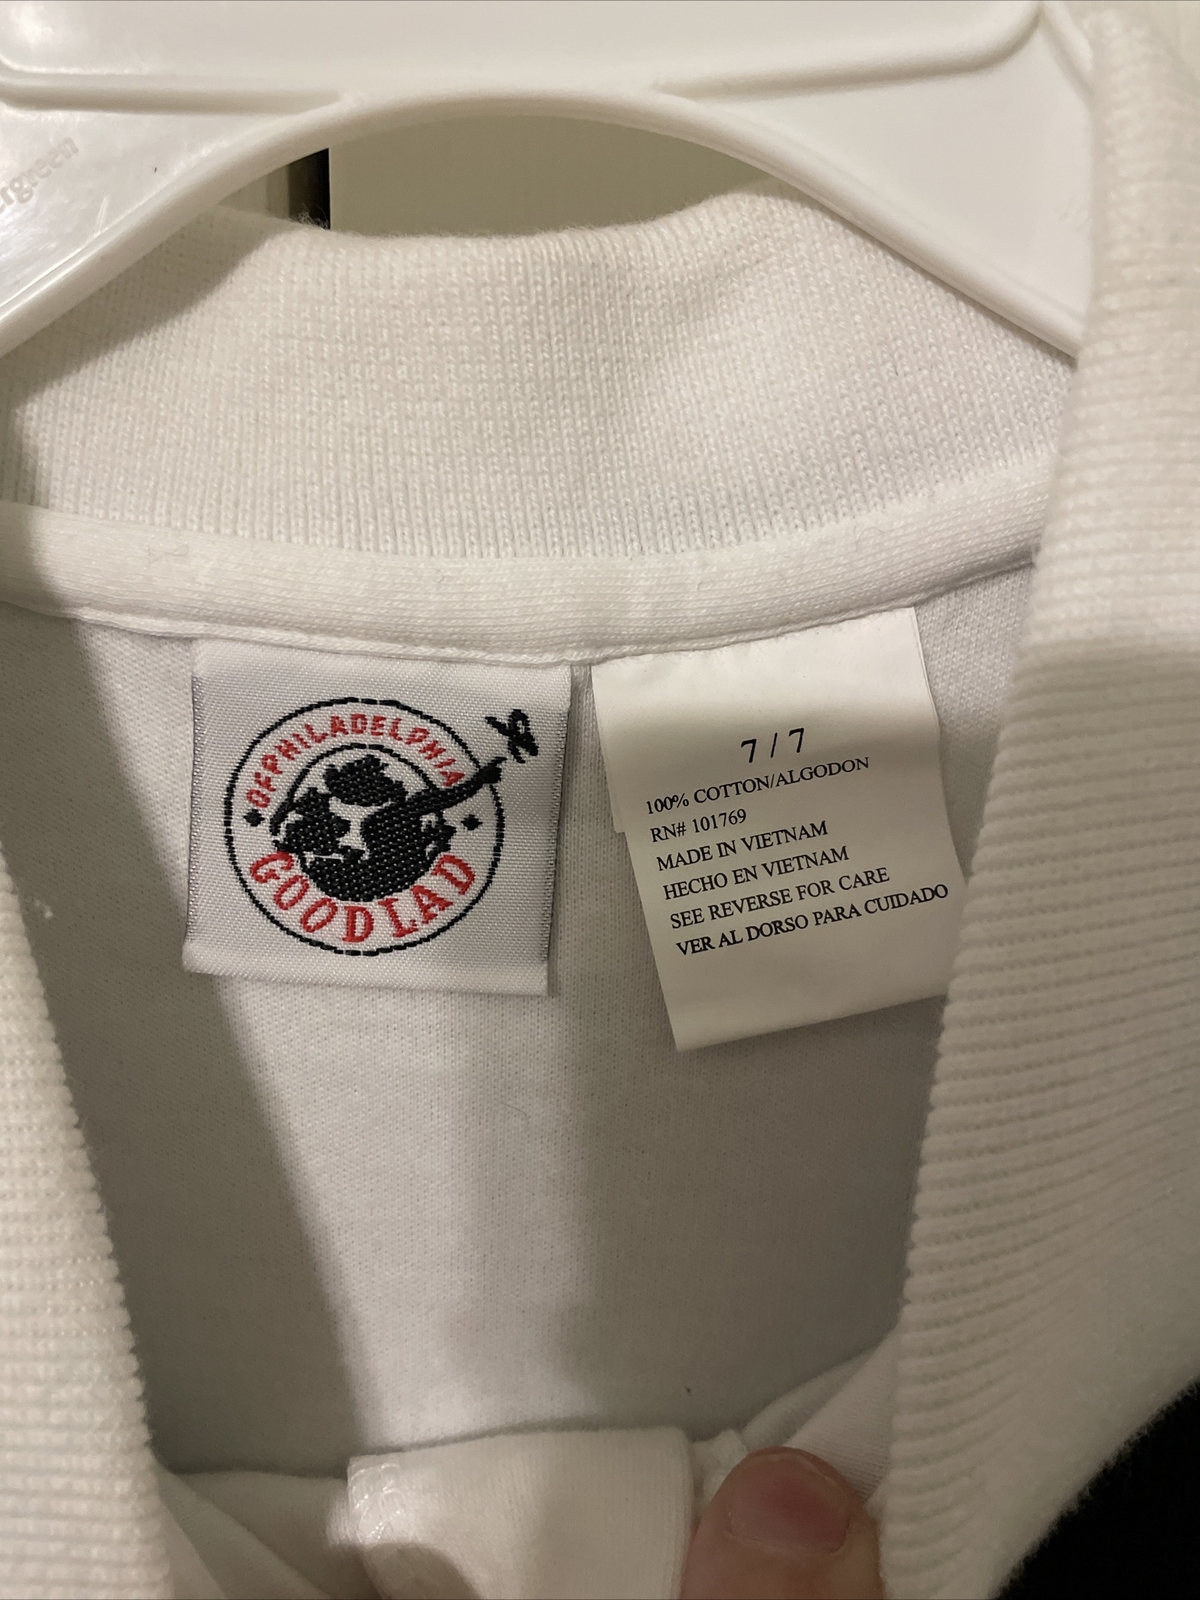 OF PHILADELPHIA
GOODLAD
7 / 7
100% COTTON/ALGODON
RN# 101769
MADE IN VIETNAM
HECHO EN VIETNAM
SEE REVERSE FOR CARE
VER AL DORSO PARA CUIDADO